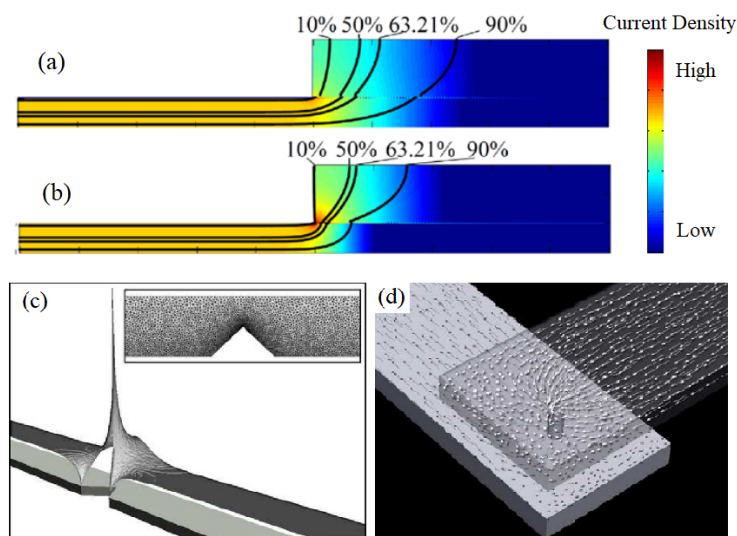 10% 50% 63.21% 90%
Current Density
(a)
High
10% 50% 63.21% 90%
(b)
Low
(c)
(d)